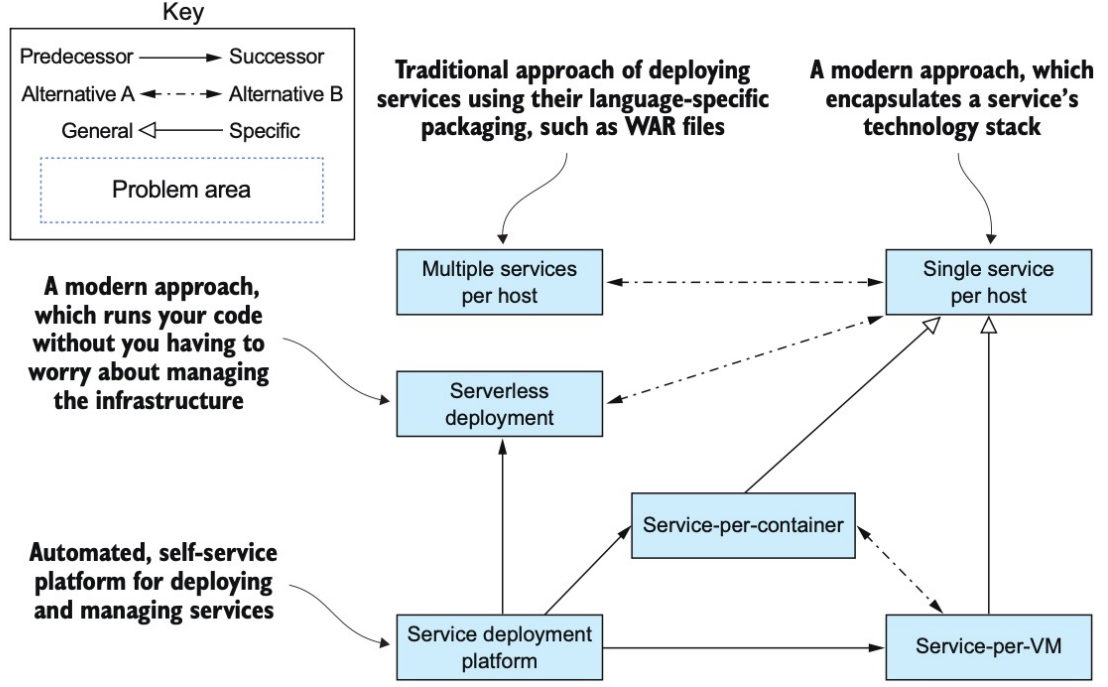 Key
Predecessor
Successor
Alternative A
Alternative B
General
Specific
Problem area
Traditional approach of deploying
services using their language-specific
packaging, such as WAR files
A modern approach, which
encapsulates a service's
technology stack
Multiple services
per host
Single service
per host
A modern approach,
which runs your code
without you having to
worry about managing
the infrastructure
Serverless
deployment
Service-per-container
Automated, self-service
platform for deploying
and managing services
Service deployment
platform
Service-per-VM